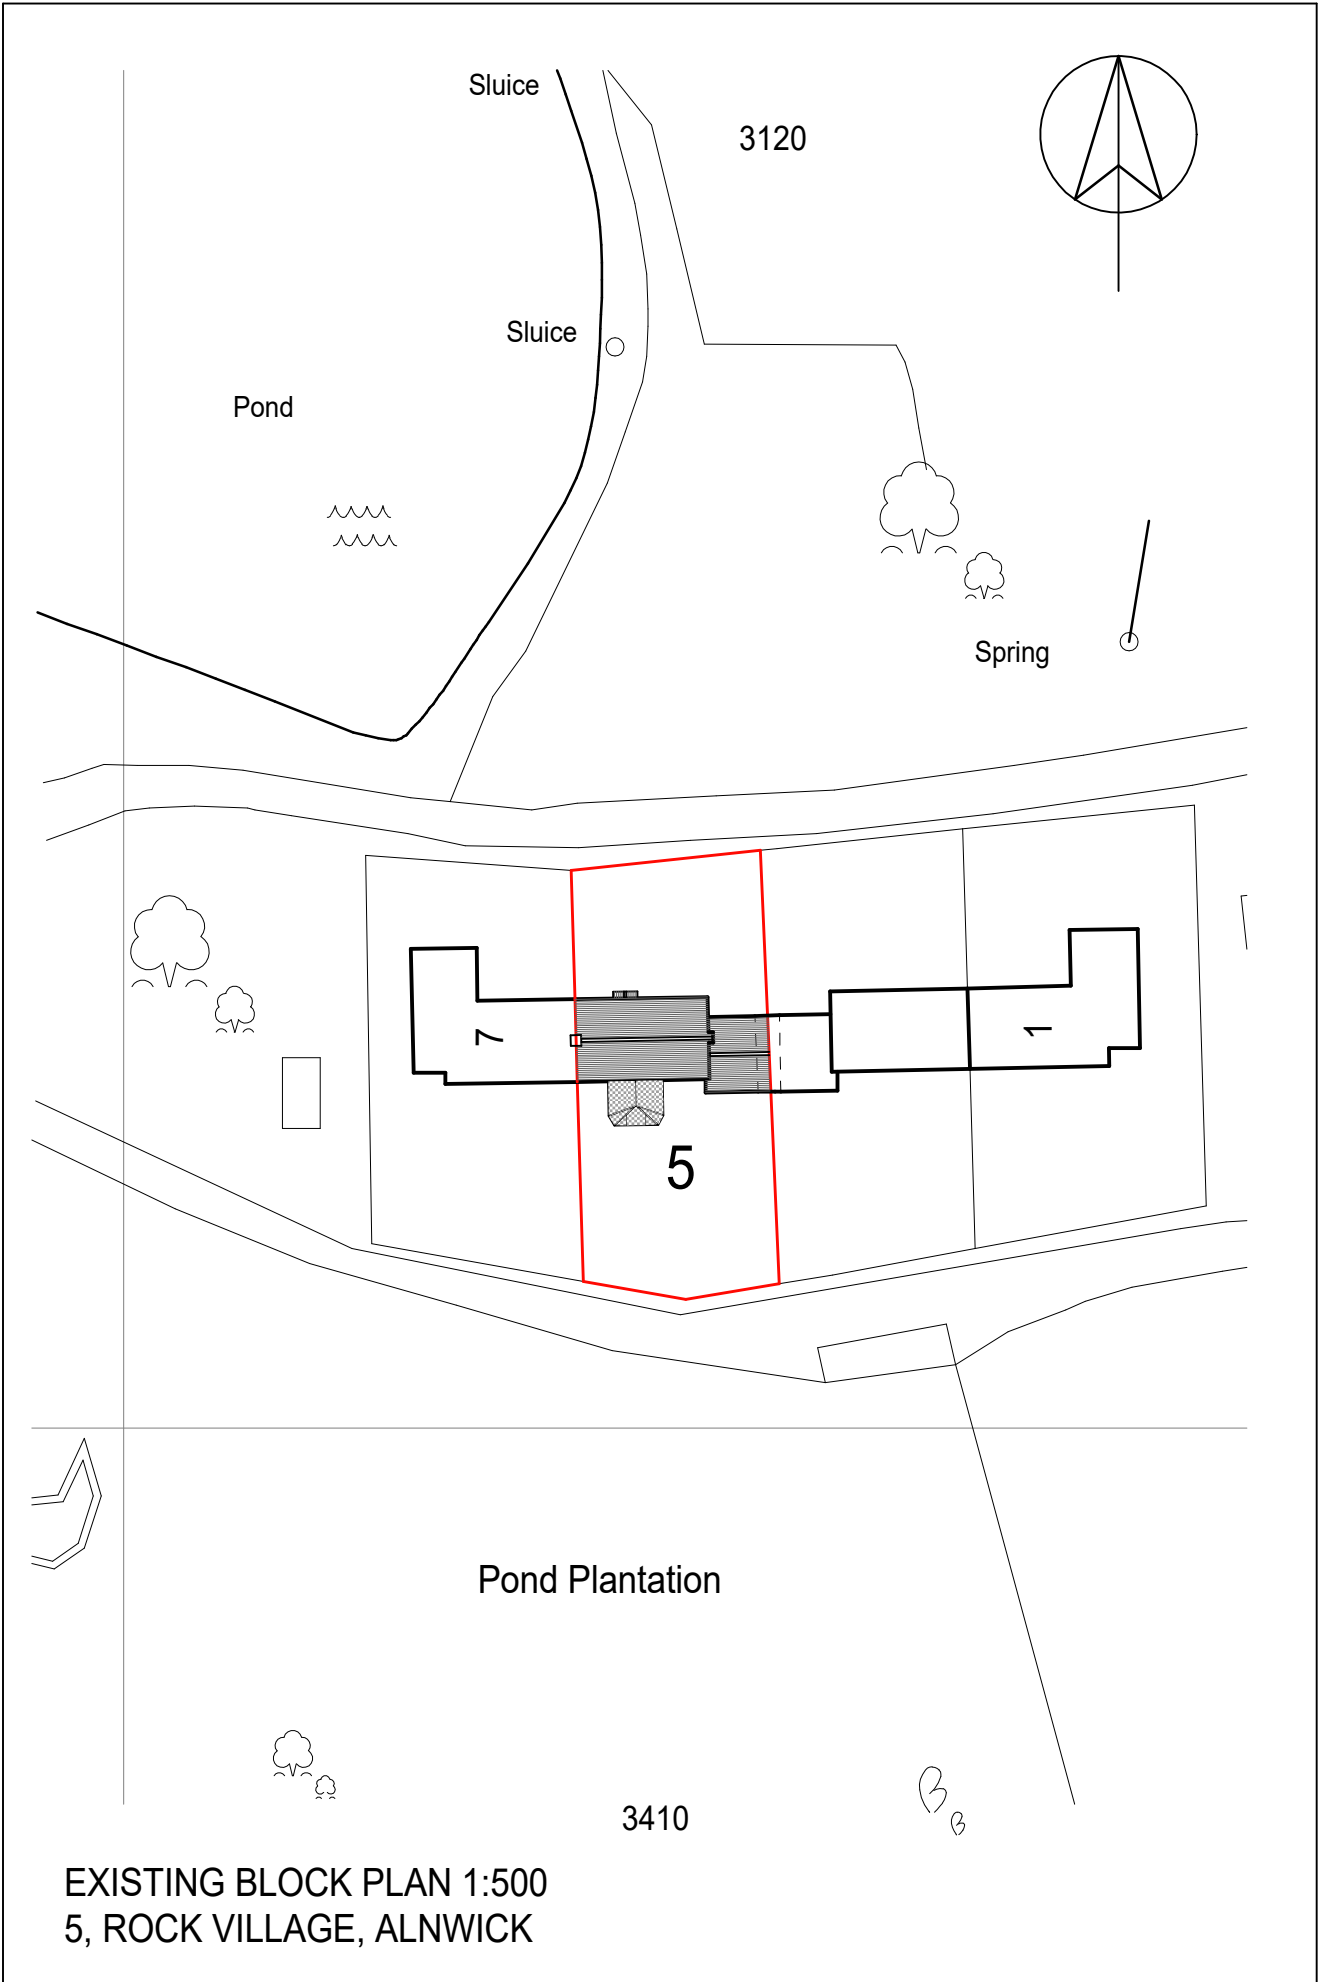 Sluice
3120
Sluice
Pond
Spring
7
1
5
Pond Plantation
3410
EXISTING BLOCK PLAN 1:500
5, ROCK VILLAGE, ALNWICK